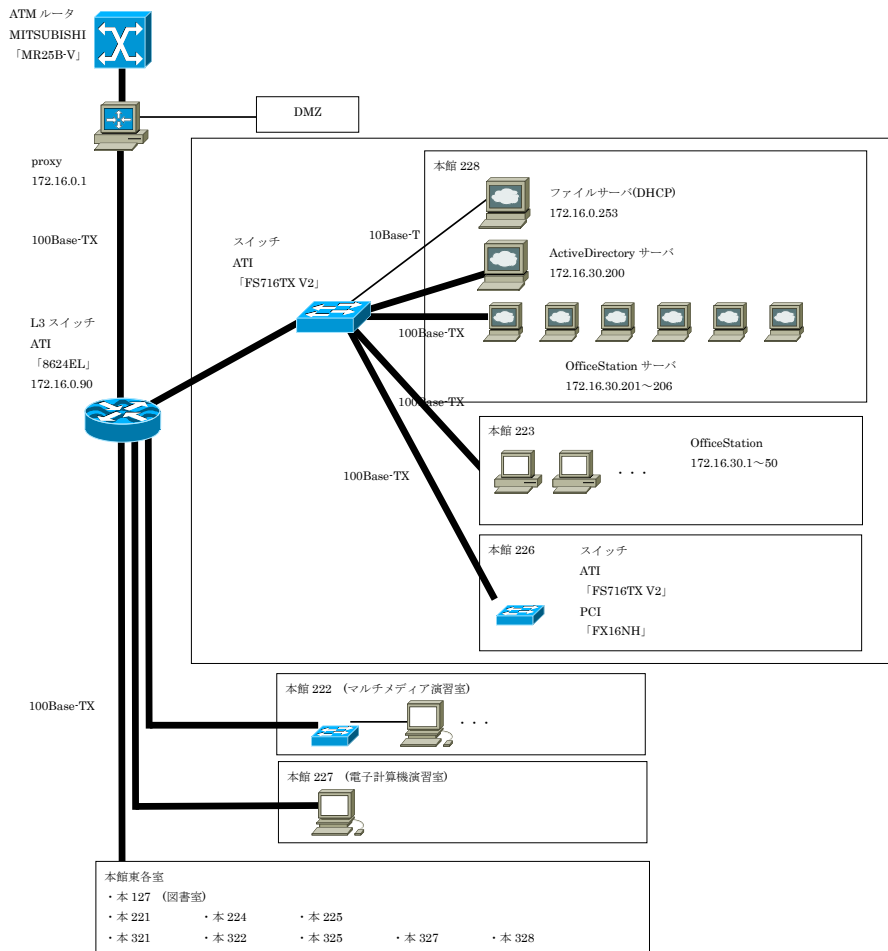 ATM ルータ
MITSUBISHI
「MR25B-V」
DMZ
proxy
172.16.0.1
100Base-TX
L3 スイッチ
ATI
「8624EL」
172.16.0.90
スイッチ
ATI
「FS716TX V2」
10Base-T
本館 228
ファイルサーバ(DHCP)
172.16.0.253
ActiveDirectory サーバ
172.16.30.200
100Base-TX
OfficeStation サーバ
172.16.30.201～206
100Base-TX
本館 223
OfficeStation
172.16.30.1～50
・・・
100Base-TX
本館 226
スイッチ
ATI
「FS716TX V2」
PCI
「FX16NH」
100Base-TX
本館 222 (マルチメディア演習室)
・・・
本館 227 (電子計算機演習室)
本館東各室
・本 127 (図書室)
・本 221 ・本 224 ・本 225
・本 321 ・本 322 ・本 325 ・本 327 ・本 328